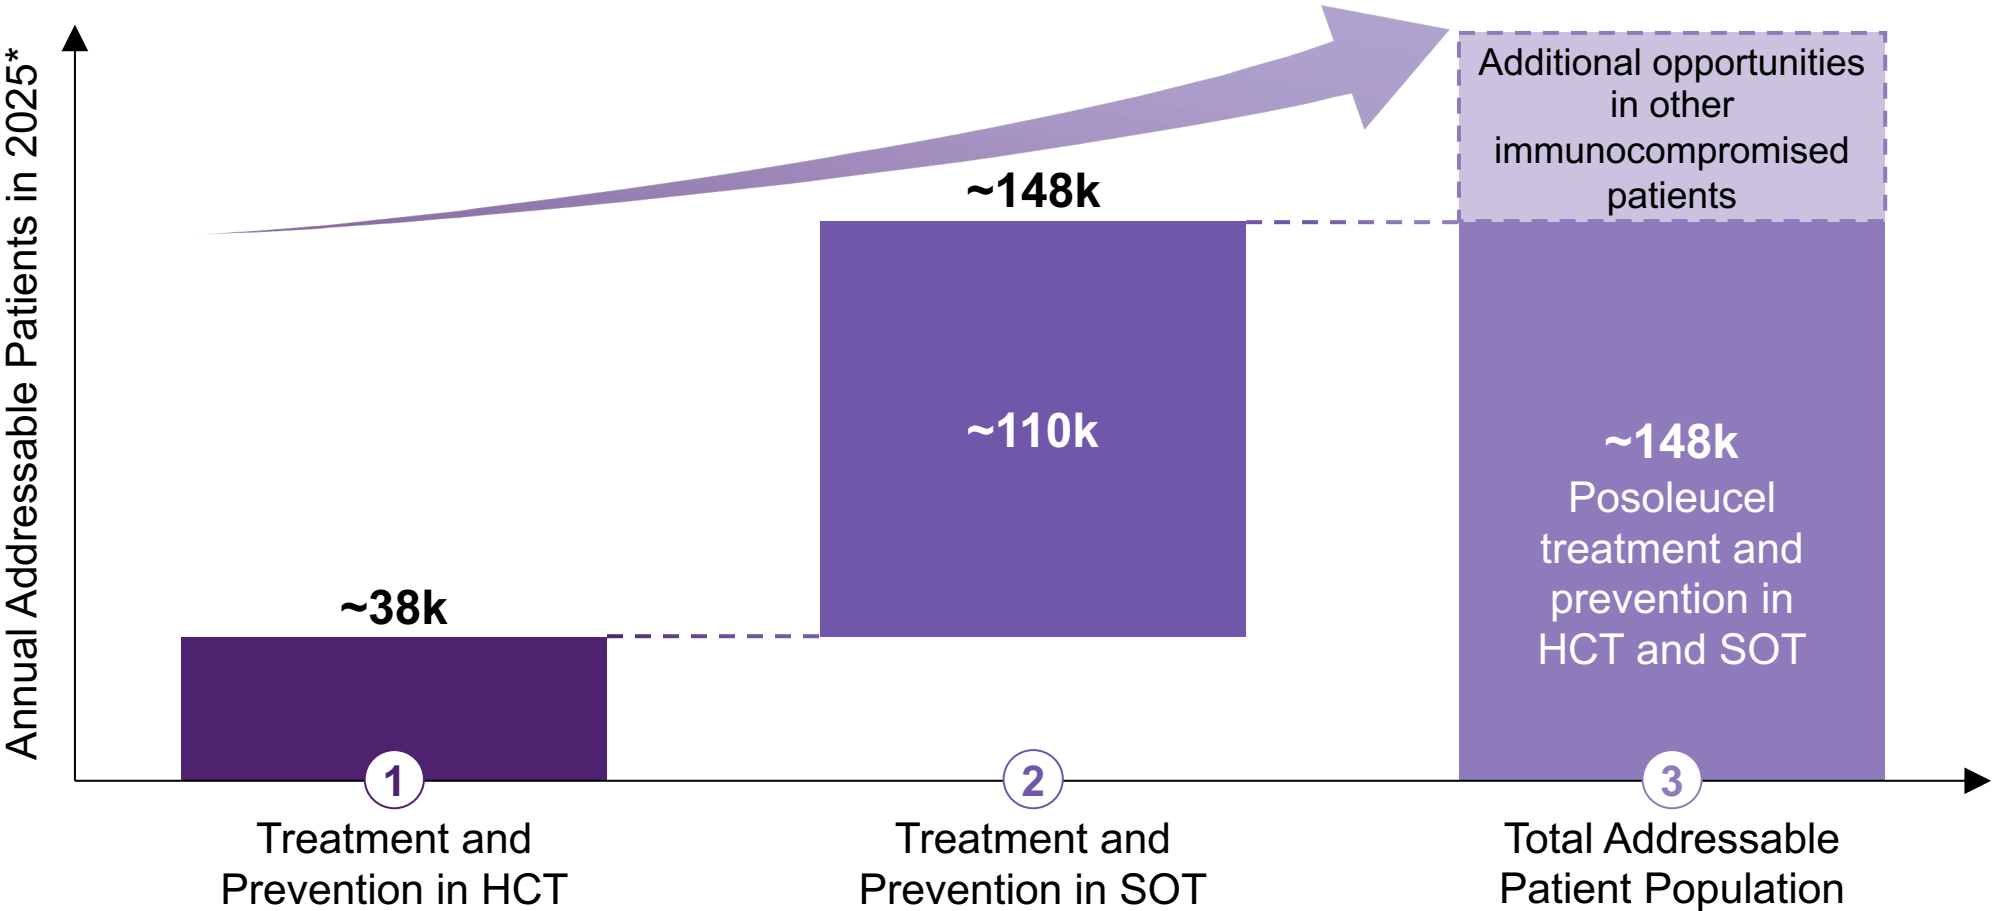 Annual Addressable Patients in 2025*
~38k
~148k
~110k
Additional opportunities
in other
immunocompromised
patients
~148k
Posoleucel
treatment and
prevention in
HCT and SOT
1
Treatment and
Prevention in HCT
2
Treatment and
Prevention in SOT
3
Total Addressable
Patient Population